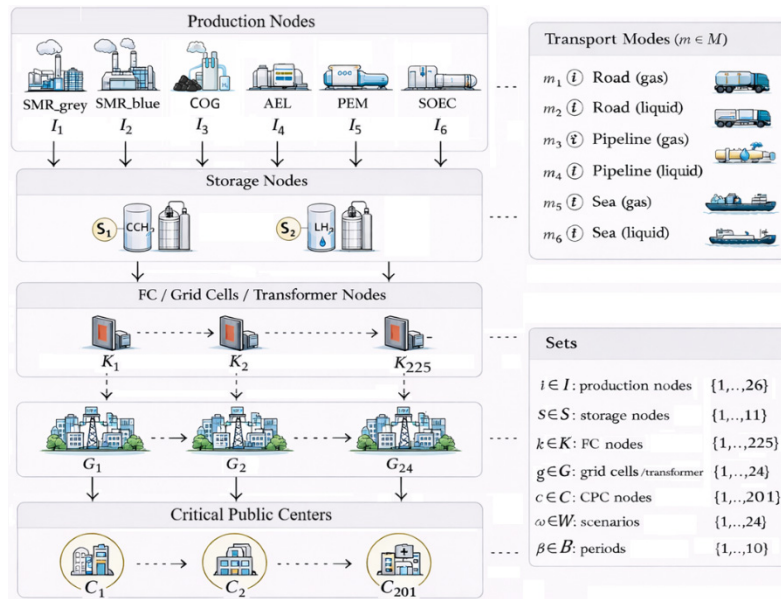 Production Nodes
SMR_grey
SMR_blue
COG
AEL
PEM
SOEC
I₁
I₂
I₃
I₄
I₅
I₆
Storage Nodes
S₁
CCH₂
S₂
LH₂
FC / Grid Cells / Transformer Nodes
K₁
K₂
K₂₂₅
G₁
G₂
G₂₄
Critical Public Centers
C₁
C₂
C₂₀₁
Transport Modes (m ∈ M)
m₁ i Road (gas)
m₂ i Road (liquid)
m₃ i Pipeline (gas)
m₄ i Pipeline (liquid)
m₅ i Sea (gas)
m₆ i Sea (liquid)
Sets
i ∈ I: production nodes {1,..,26}
S ∈ S: storage nodes {1,..,11}
k ∈ K: FC nodes {1,..,225}
g ∈ G: grid cells /transformer {1,..,24}
c ∈ C: CPC nodes {1,..,201}
ω ∈ W: scenarios {1,..,24}
β ∈ B: periods {1,..,10}